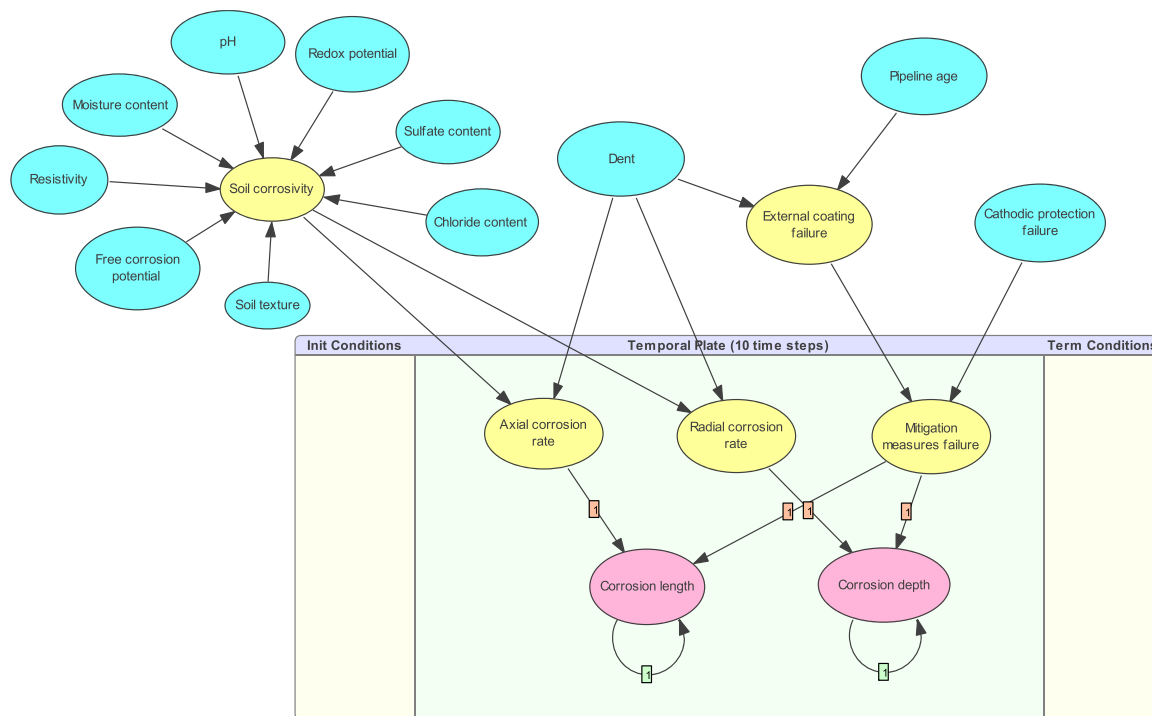 pH
Redox potential
Pipeline age
Moisture content
Sulfate content
Dent
Resistivity
Soil corrosivity
Chloride content
External coating
failure
Cathodic protection
failure
Free corrosion
potential
Soil texture
Init Conditions
Temporal Plate (10 time steps)
Term Conditions
Axial corrosion
rate
Radial corrosion
rate
Mitigation
measures failure
1
1
1
1
Corrosion length
Corrosion depth
1
1